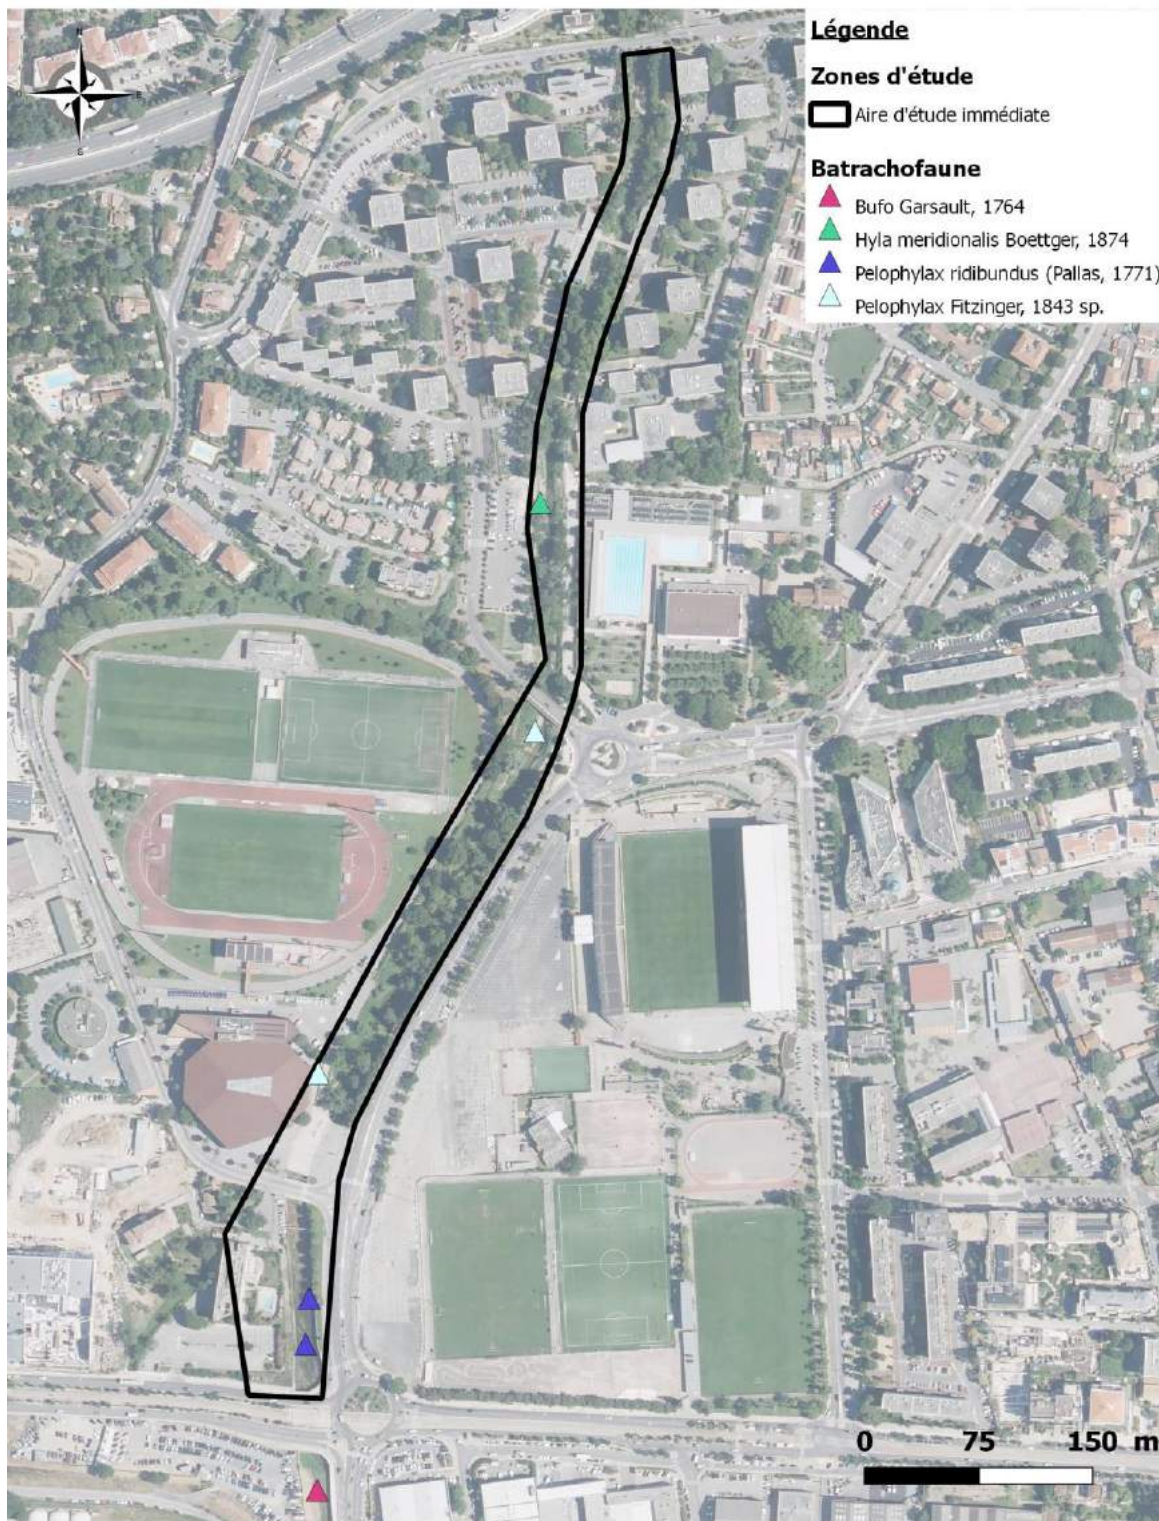 N
E
S
Légende
Zones d'étude
Aire d'étude immédiate
Batrachofaune
Bufo Garsault, 1764
Hyla meridionalis Boettger, 1874
Pelophylax ridibundus (Pallas, 1771)
Pelophylax Fitzinger, 1843 sp.
0 75 150 m